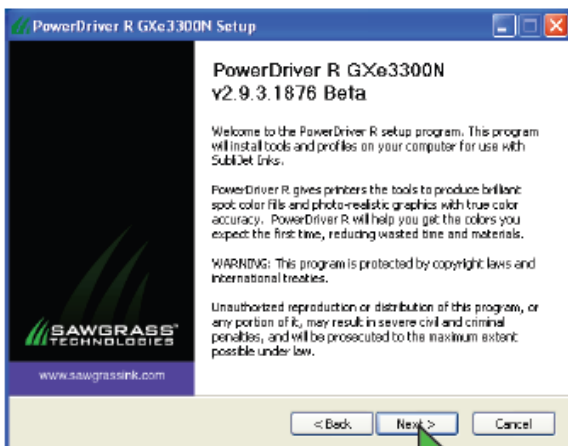 PowerDriver R GXe3300N Setup
PowerDriver R GXe3300N
v2.9.3.1876 Beta
Welcome to the PowerDriver R setup program. This program
will install tools and profiles on your computer for use with
SubliJet Inks.
PowerDriver R gives printers the tools to produce brilliant
spot color fills and photo-realistic graphics with true color
accuracy. PowerDriver R will help you get the colors you
expect the first time, reducing wasted time and materials.
WARNING: This program is protected by copyright laws and
international treaties.
Unauthorized reproduction or distribution of this program, or
any portion of it, may result in severe civil and criminal
penalties, and will be prosecuted to the maximum extent
possible under law.
SAWGRASS
TECHNOLOGIES
www.sawgrassink.com
< Back
Next >
Cancel